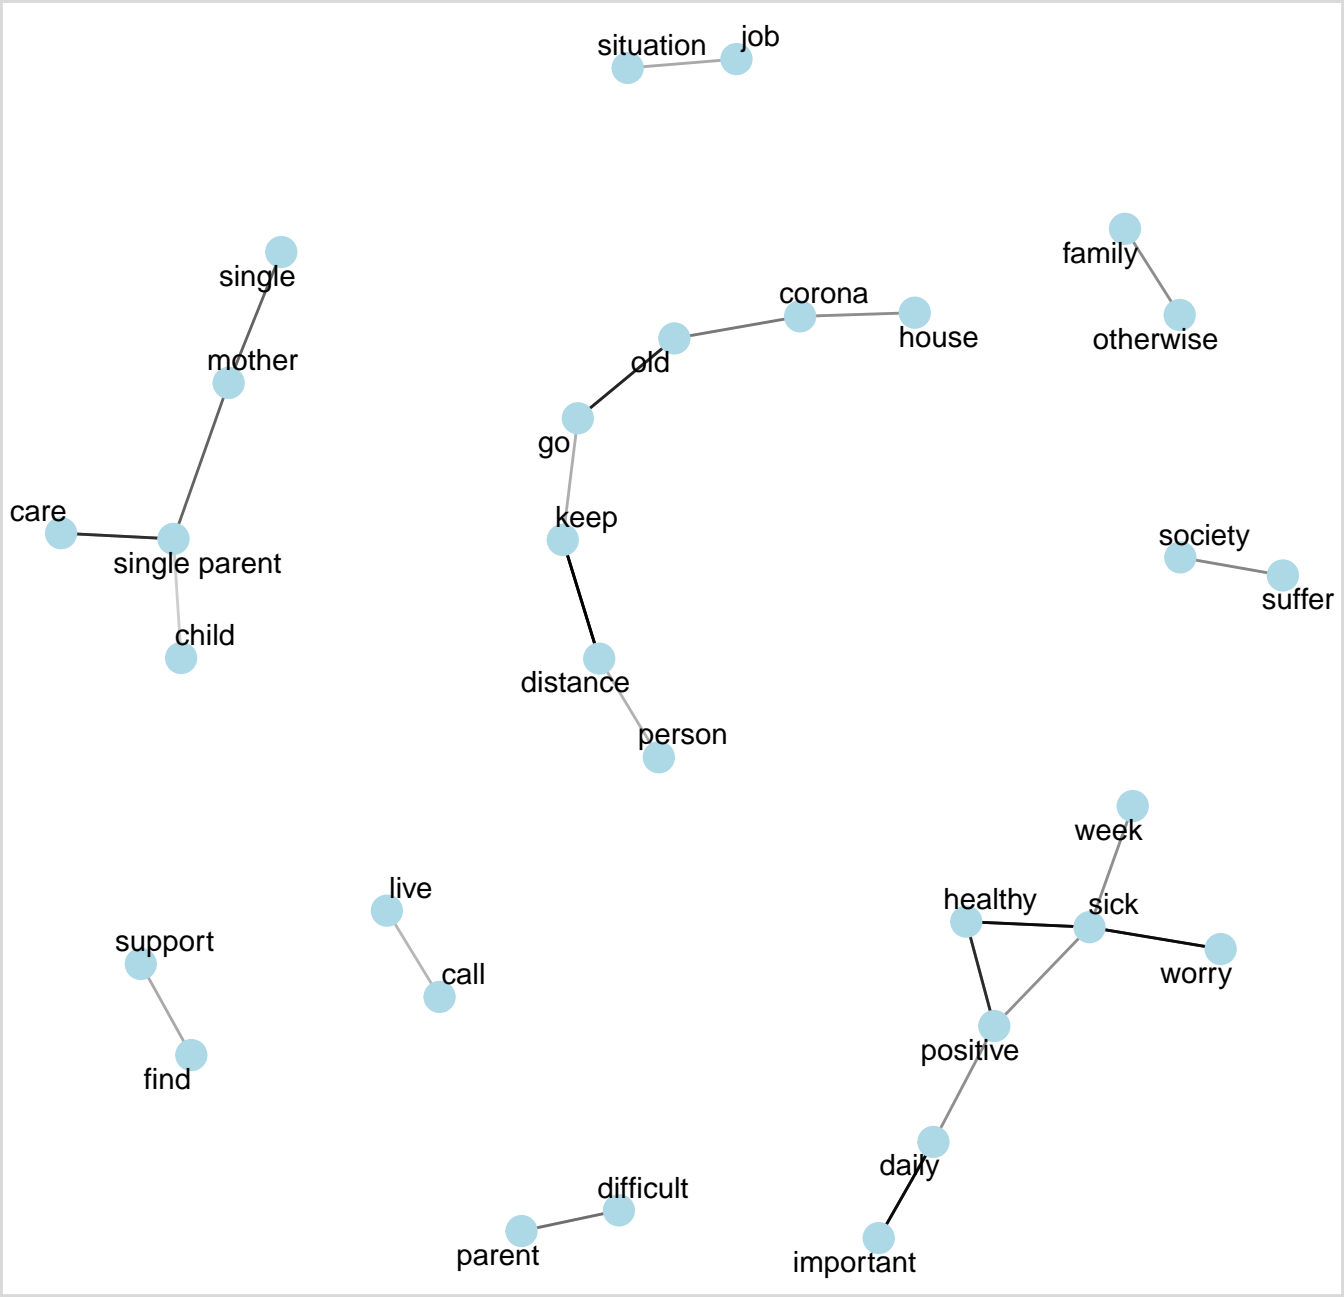 job
situation
family
single
corona
house
otherwise
mother
old
go
care
keep
society
single parent
suffer
child
distance
person
week
live
healthy
sick
support
call
worry
positive
find
daily
difficult
parent
important